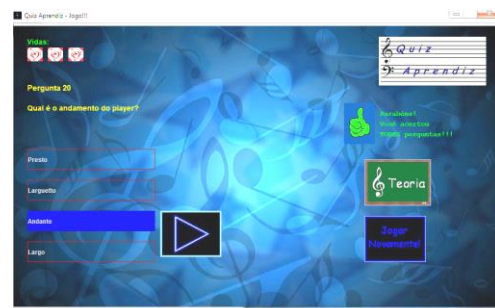 Quiz Aprendiz - Jogo!!!
Vidas:
Quiz
Aprendiz
Pergunta 20
Qual é o andamento do player?
Parabéns!
Você acertou
TODAS perguntas!!!
Presto
Larguetto
Andante
Largo
Teoria
Jogar
Novamente!